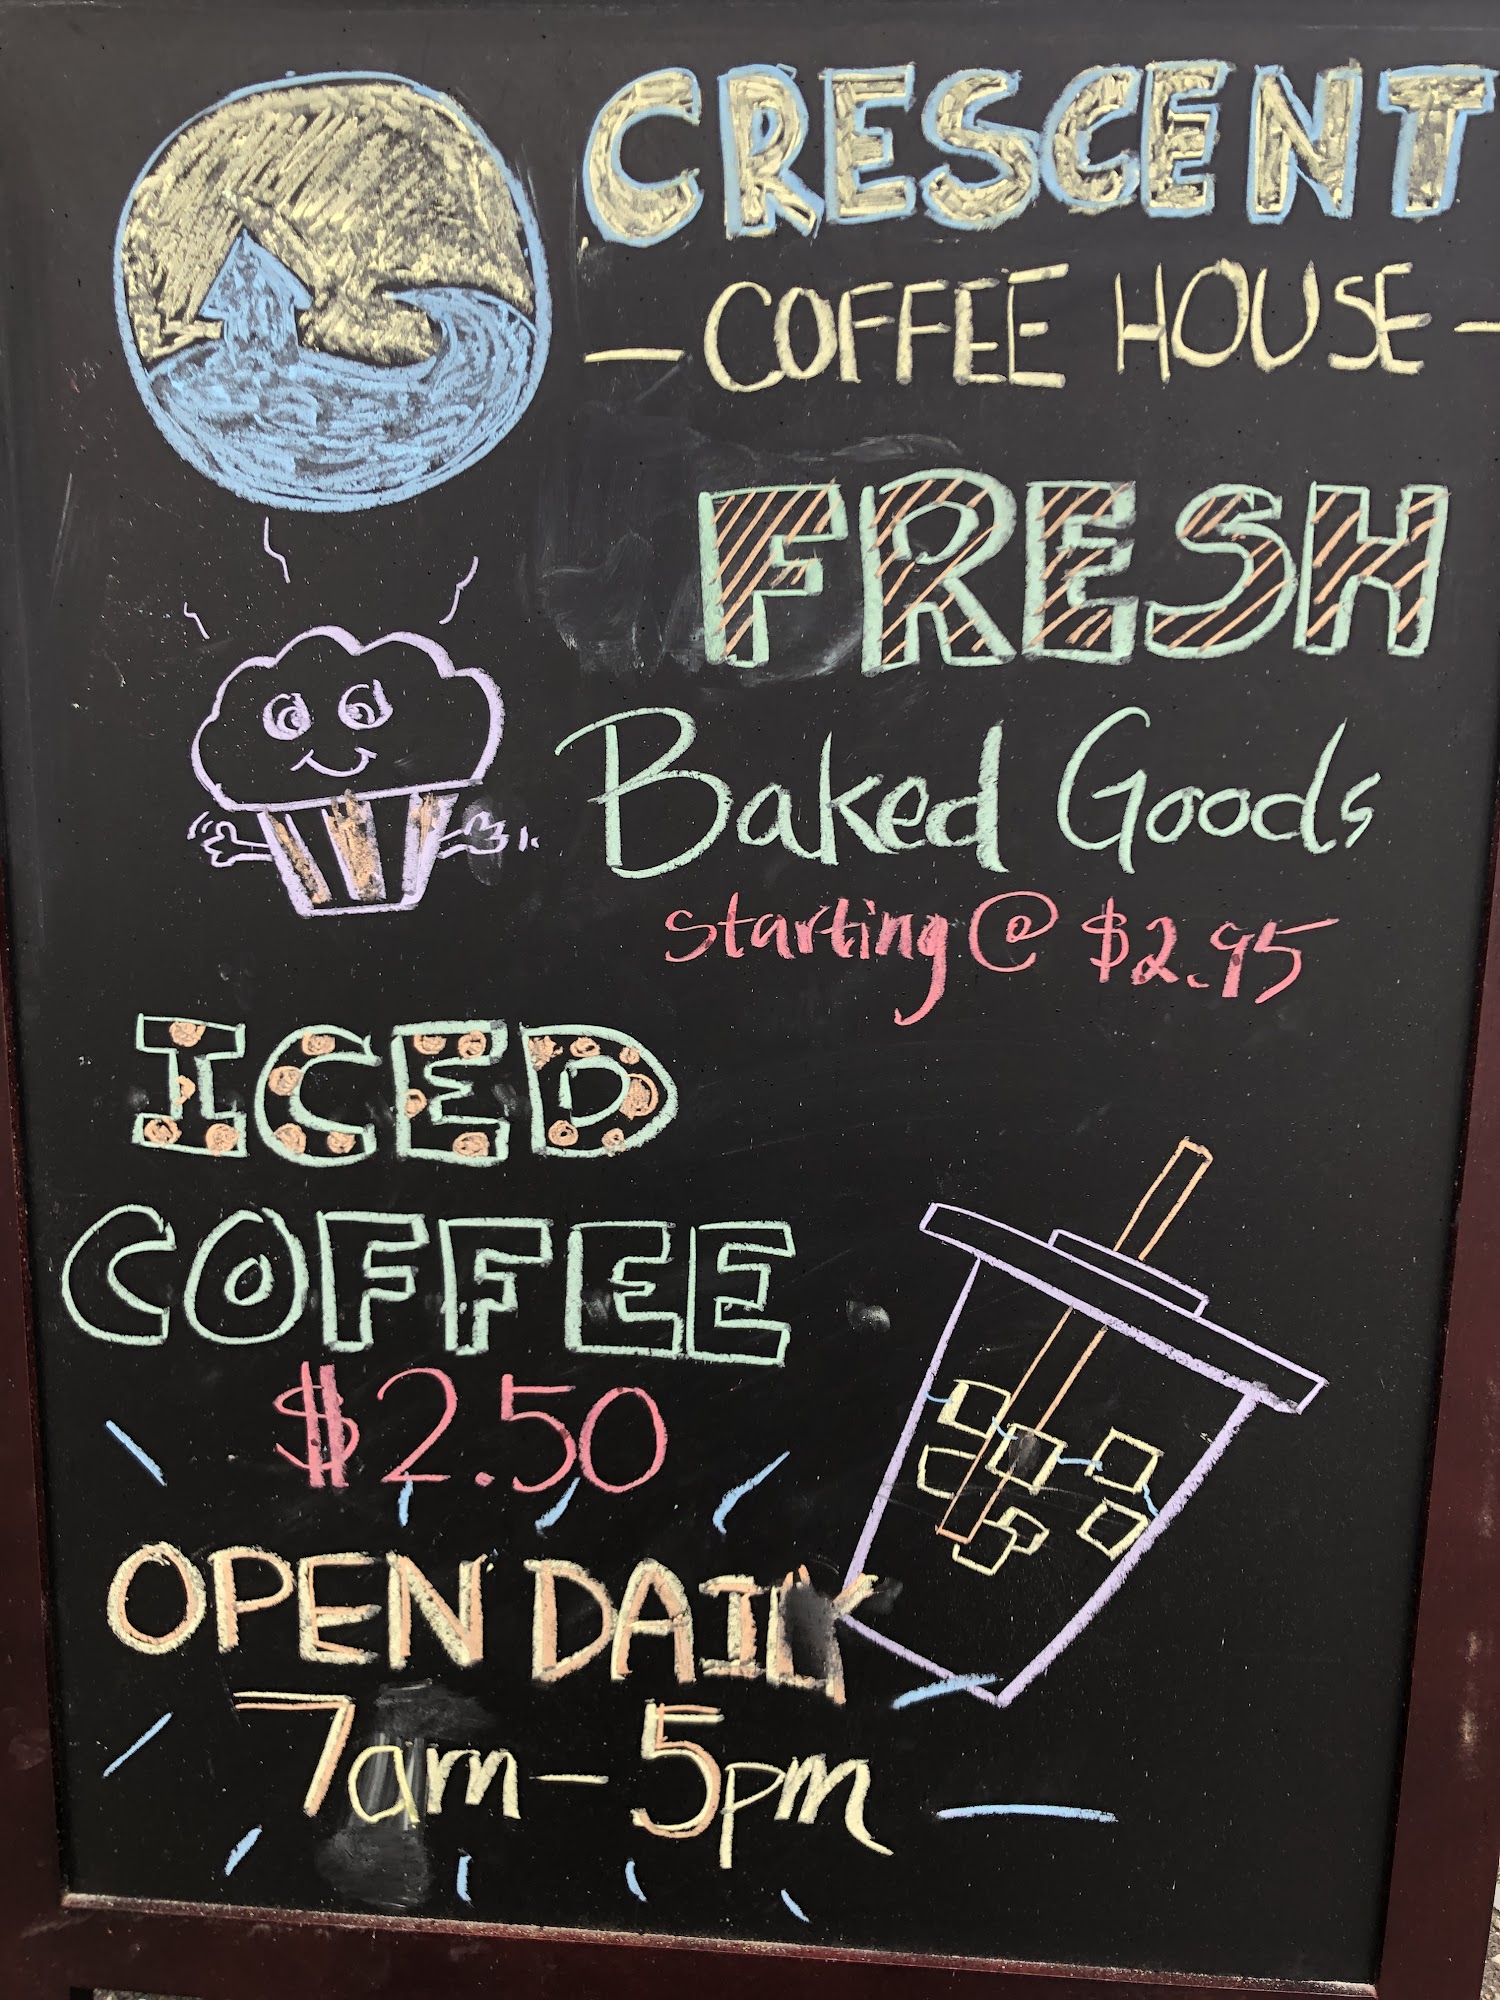 CRESCENT
- COFFEE HOUSE -
FRESH
Baked Goods
starting @ $2.95
ICED
COFFEE
$2.50
OPEN DAILY
7am - 5pm